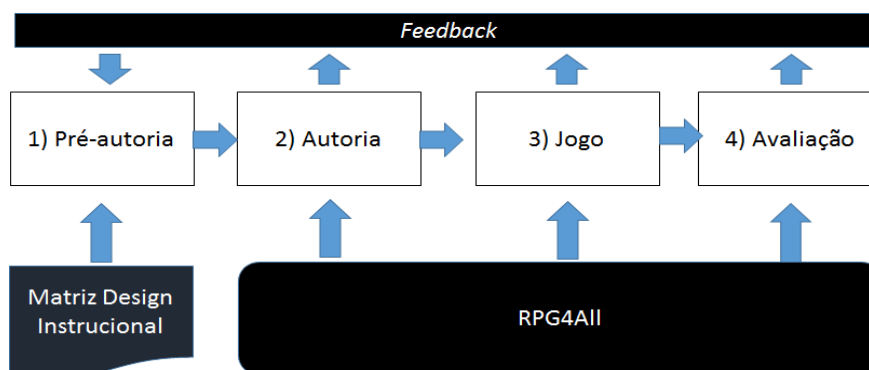 Feedback
1) Pré-autoria
2) Autoria
3) Jogo
4) Avaliação
Matriz Design
Instrucional
RPG4All